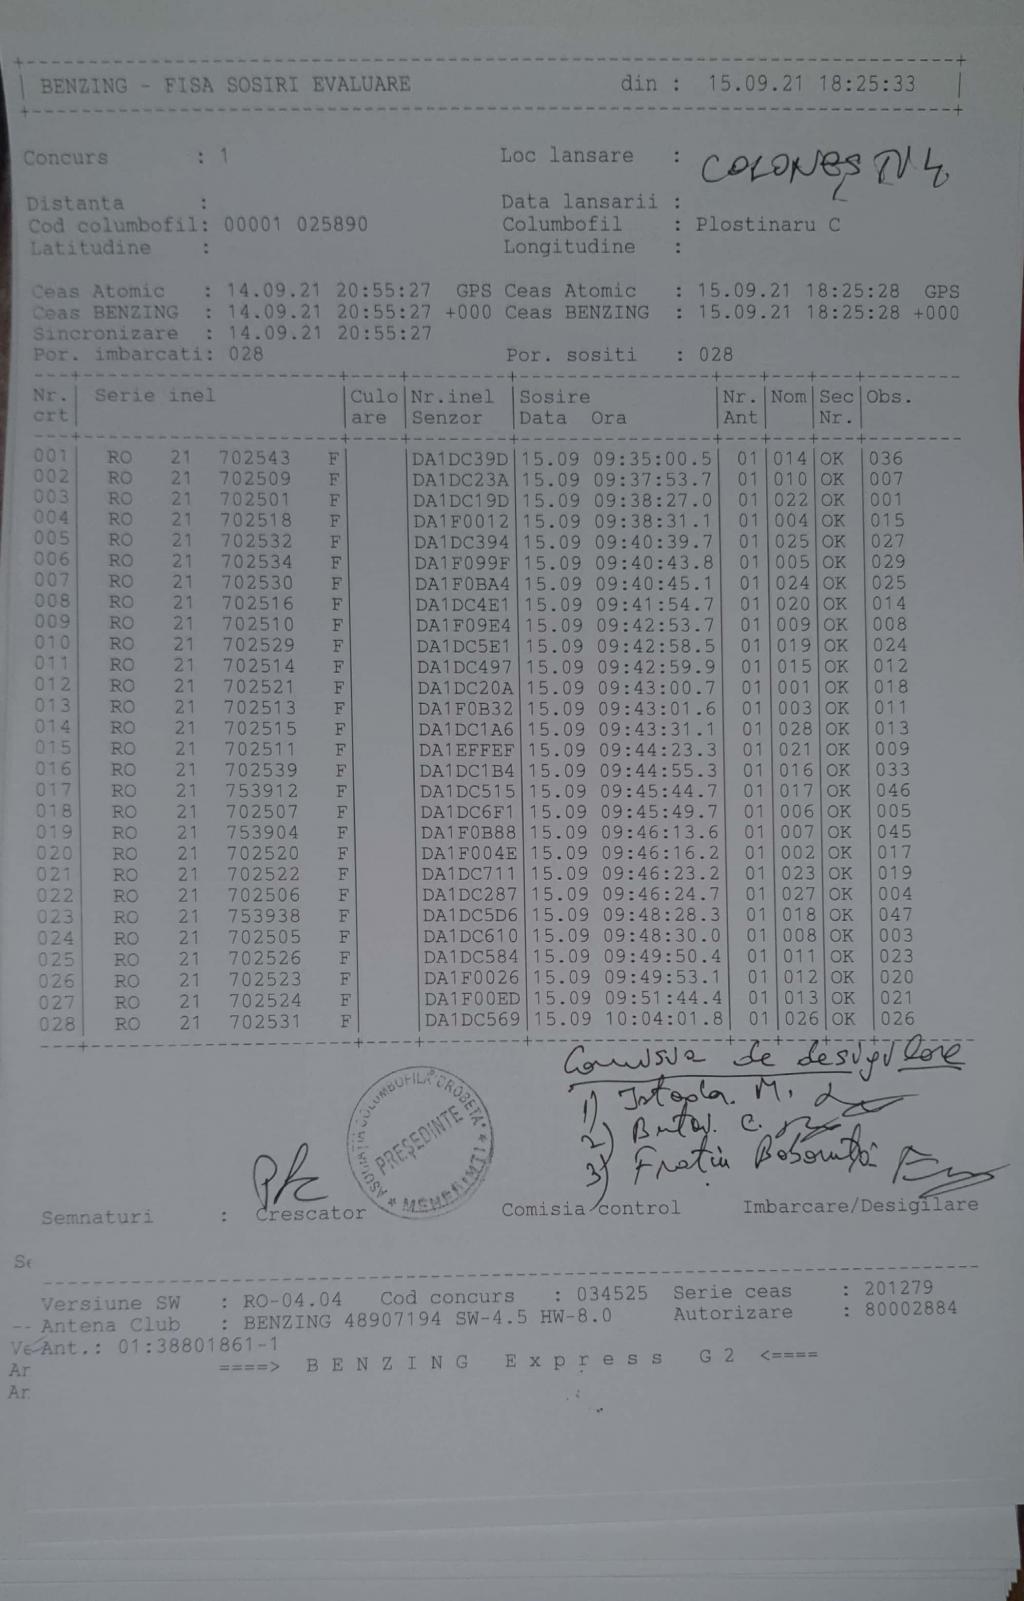 BENZING - FISA SOSIRI EVALUARE din : 15.09.21 18:25:33
Concurs : 1 Loc lansare : COLONEȘTI 4
Distanta : Data lansarii :
Cod columbofil: 00001 025890 Columbofil : Plostinaru C
Latitudine : Longitudine :
Ceas Atomic : 14.09.21 20:55:27 GPS Ceas Atomic : 15.09.21 18:25:28 GPS
Ceas BENZING : 14.09.21 20:55:27 +000 Ceas BENZING : 15.09.21 18:25:28 +000
Sincronizare : 14.09.21 20:55:27
Por. imbarcati: 028 Por. sositi : 028
Nr. Serie inel Culo Nr.inel Sosire Nr. Nom Sec Obs.
crt are Senzor Data Ora Ant Nr.
001 RO 21 702543 F DA1DC39D 15.09 09:35:00.5 01 014 OK 036
002 RO 21 702509 F DA1DC23A 15.09 09:37:53.7 01 010 OK 007
003 RO 21 702501 F DA1DC19D 15.09 09:38:27.0 01 022 OK 001
004 RO 21 702518 F DA1F0012 15.09 09:38:31.1 01 004 OK 015
005 RO 21 702532 F DA1DC394 15.09 09:40:39.7 01 025 OK 027
006 RO 21 702534 F DA1F099F 15.09 09:40:43.8 01 005 OK 029
007 RO 21 702530 F DA1F0BA4 15.09 09:40:45.1 01 024 OK 025
008 RO 21 702516 F DA1DC4E1 15.09 09:41:54.7 01 020 OK 014
009 RO 21 702510 F DA1F09E4 15.09 09:42:53.7 01 009 OK 008
010 RO 21 702529 F DA1DC5E1 15.09 09:42:58.5 01 019 OK 024
011 RO 21 702514 F DA1DC497 15.09 09:42:59.9 01 015 OK 012
012 RO 21 702521 F DA1DC20A 15.09 09:43:00.7 01 001 OK 018
013 RO 21 702513 F DA1F0B32 15.09 09:43:01.6 01 003 OK 011
014 RO 21 702515 F DA1DC1A6 15.09 09:43:31.1 01 028 OK 013
015 RO 21 702511 F DA1EFFEF 15.09 09:44:23.3 01 021 OK 009
016 RO 21 702539 F DA1DC1B4 15.09 09:44:55.3 01 016 OK 033
017 RO 21 753912 F DA1DC515 15.09 09:45:44.7 01 017 OK 046
018 RO 21 702507 F DA1DC6F1 15.09 09:45:49.7 01 006 OK 005
019 RO 21 753904 F DA1F0B88 15.09 09:46:13.6 01 007 OK 045
020 RO 21 702520 F DA1F004E 15.09 09:46:16.2 01 002 OK 017
021 RO 21 702522 F DA1DC711 15.09 09:46:23.2 01 023 OK 019
022 RO 21 702506 F DA1DC287 15.09 09:46:24.7 01 027 OK 004
023 RO 21 753938 F DA1DC5D6 15.09 09:48:28.3 01 018 OK 047
024 RO 21 702505 F DA1DC610 15.09 09:48:30.0 01 008 OK 003
025 RO 21 702526 F DA1DC584 15.09 09:49:50.4 01 011 OK 023
026 RO 21 702523 F DA1F0026 15.09 09:49:53.1 01 012 OK 020
027 RO 21 702524 F DA1F00ED 15.09 09:51:44.4 01 013 OK 021
028 RO 21 702531 F DA1DC569 15.09 10:04:01.8 01 026 OK 026
Comisia de desigilare
1) M.
2) C.
3) Fratiu
ASOCIATIA COLUMBOFILA "DROBETA" MEHEDINTI
PREȘEDINTE
Semnaturi : Crescator Comisia control Imbarcare/Desigilare
Se
Versiune SW : RO-04.04 Cod concurs : 034525 Serie ceas : 201279
Antena Club : BENZING 48907194 SW-4.5 HW-8.0 Autorizare : 80002884
Ve Ant.: 01:38801861-1
Ar ====> B E N Z I N G E x p r e s s G 2 <====
Ar